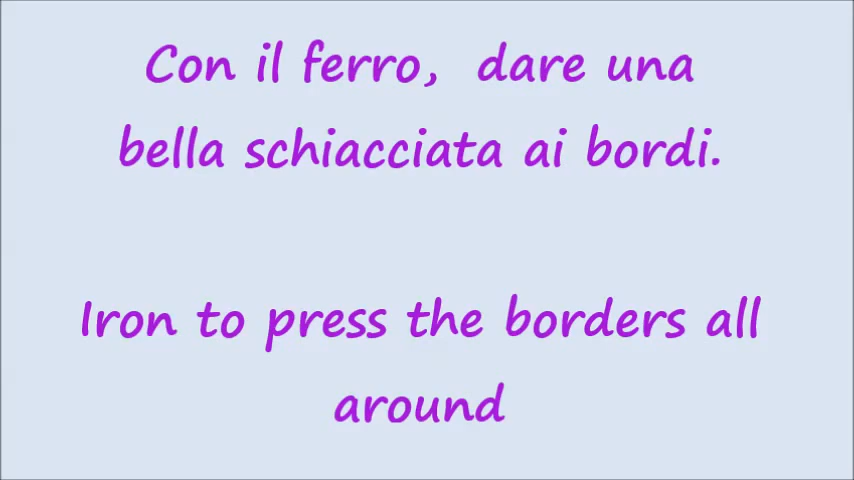 Con il ferro, dare una
bella schiacciata ai bordi.
Iron to press the borders all
around